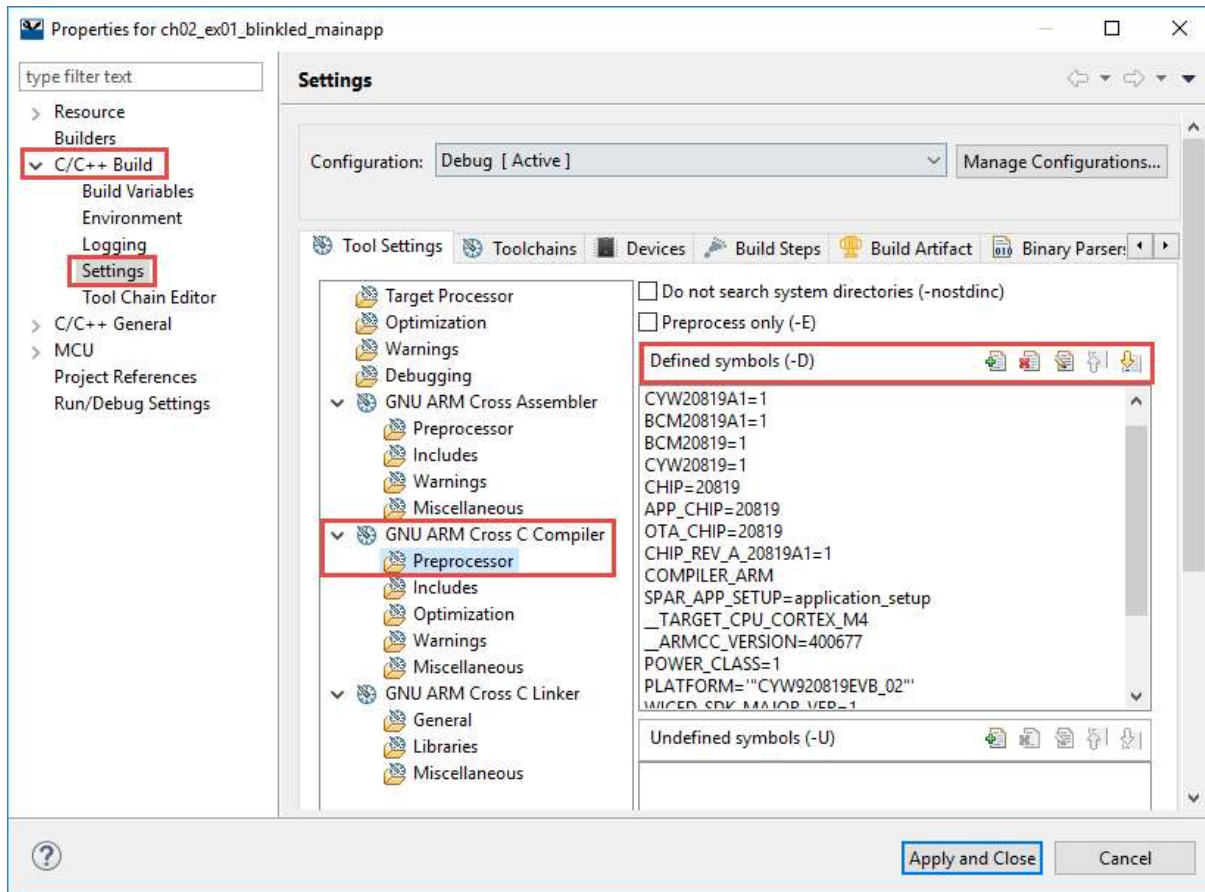 Properties for ch02_ex01_blinkled_mainapp
type filter text
Resource
Builders
C/C++ Build
Build Variables
Environment
Logging
Settings
Tool Chain Editor
C/C++ General
MCU
Project References
Run/Debug Settings
Settings
Configuration: Debug [ Active ] Manage Configurations...
Tool Settings Toolchains Devices Build Steps Build Artifact Binary Parser:
Target Processor
Optimization
Warnings
Debugging
GNU ARM Cross Assembler
Preprocessor
Includes
Warnings
Miscellaneous
GNU ARM Cross C Compiler
Preprocessor
Includes
Optimization
Warnings
Miscellaneous
GNU ARM Cross C Linker
General
Libraries
Miscellaneous
Do not search system directories (-nostdinc)
Preprocess only (-E)
Defined symbols (-D)
CYW20819A1=1
BCM20819A1=1
BCM20819=1
CYW20819=1
CHIP=20819
APP_CHIP=20819
OTA_CHIP=20819
CHIP_REV_A_20819A1=1
COMPILER_ARM
SPAR_APP_SETUP=application_setup
__TARGET_CPU_CORTEX_M4
__ARMCC_VERSION=400677
POWER_CLASS=1
PLATFORM='"CYW920819EVB_02"'
WICED_SDK_MAJOR_VER=1
Undefined symbols (-U)
Apply and Close Cancel